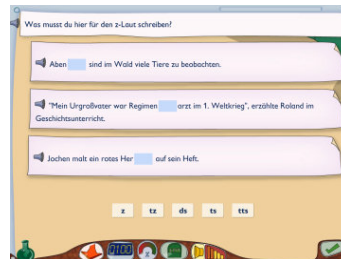 Was musst du hier für den z-Laut schreiben?
Aben sind im Wald viele Tiere zu beobachten.
"Mein Urgroßvater war Regimen arzt im 1. Weltkrieg", erzählte Roland im
Geschichtsunterricht.
Jochen malt ein rotes Her auf sein Heft.
z tz ds ts tts